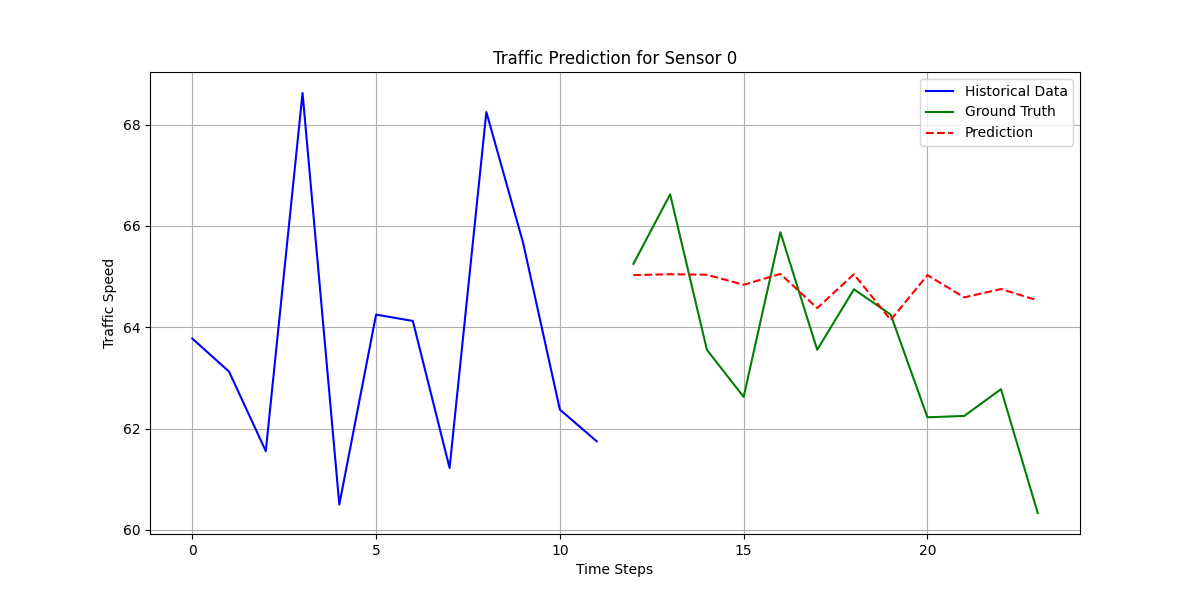 Traffic Prediction for Sensor 0
Historical Data
Ground Truth
Prediction
Traffic Speed
68
66
64
62
60
0 5 10 15 20
Time Steps